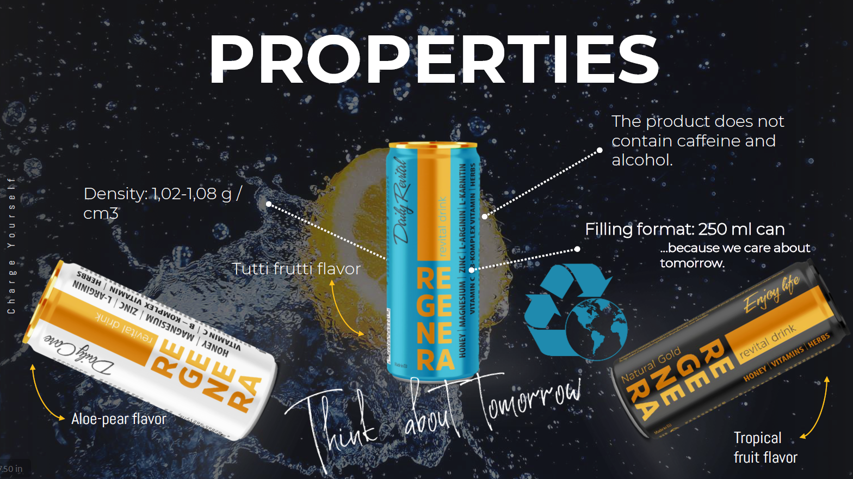 PROPERTIES
The product does not
contain caffeine and
alcohol.
Density: 1,02-1,08 g /
cm3
Filling format: 250 ml can
...because we care about
tomorrow.
Tutti frutti flavor
Charge Yourself
Daily Revital
revital drink
RE
GE
NE
RA
HONEY | MAGNESIUM | ZINC | L-ARGININ | L-KARNITIN
VITAMIN C | B-KOMPLEX VITAMIN | HERBS
Daily Care
revital drink
RE
GE
NE
RA
HONEY | MAGNESIUM | ZINC | L-ARGININ
VITAMIN C | B - KOMPLEX VITAMIN | HERBS
Aloe-pear flavor
Think about Tomorrow
Enjoy life
Natural Gold
revital drink
RE
GE
NE
RA
HONEY | VITAMINS | HERBS
Tropical
fruit flavor
7.50 in